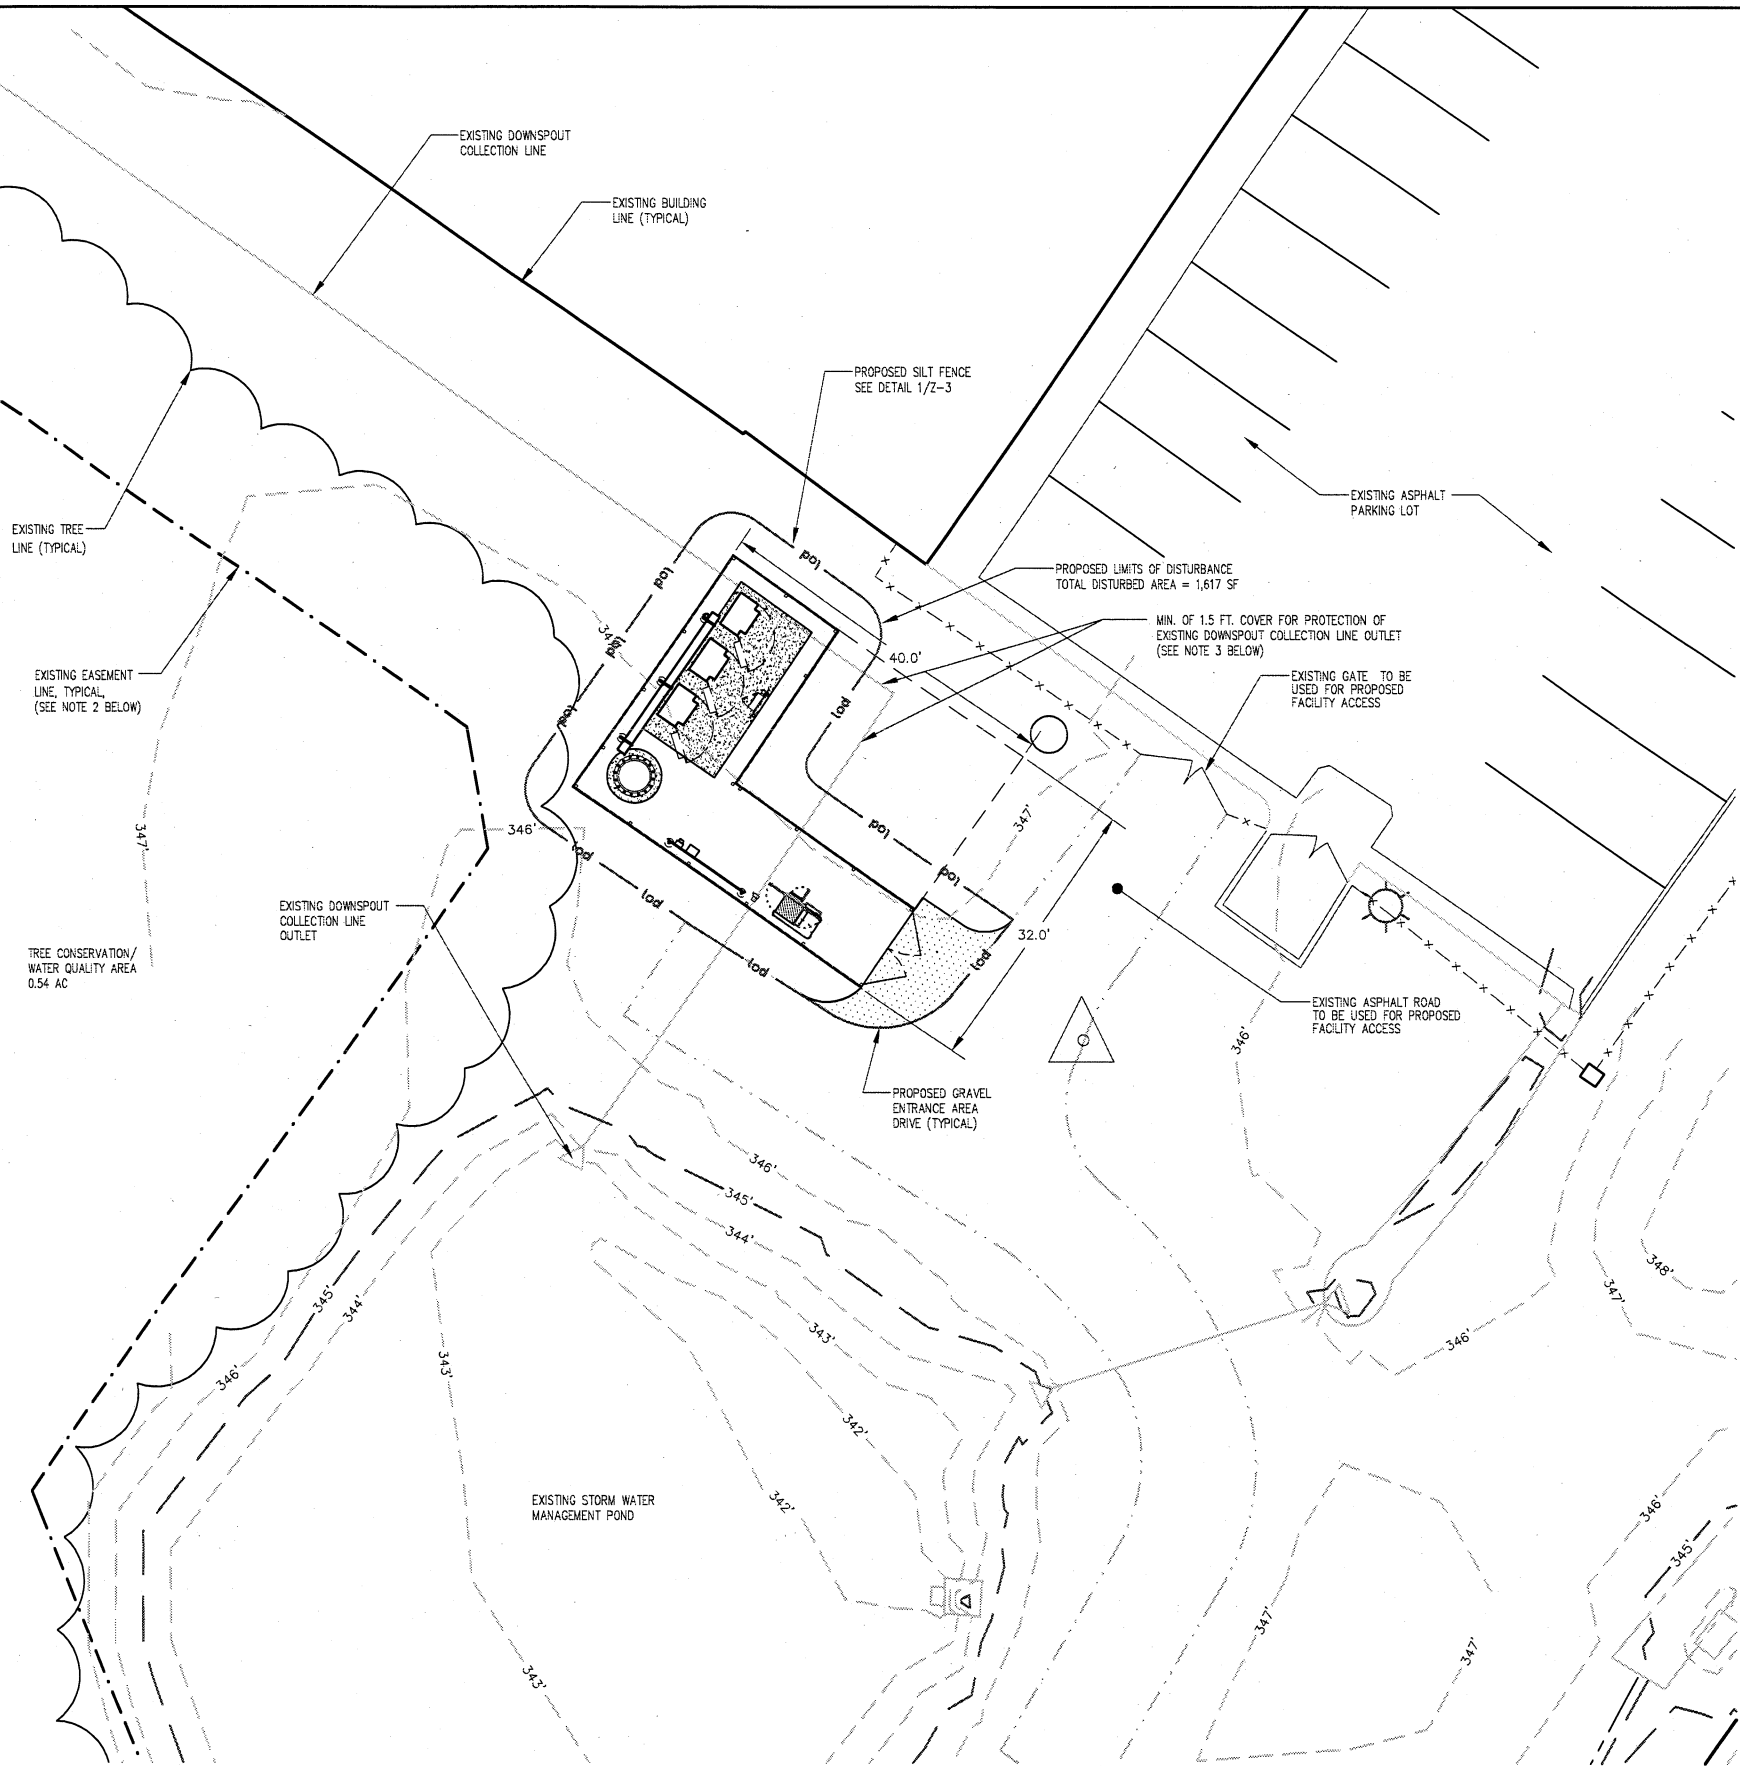 EXISTING DOWNSPOUT
COLLECTION LINE
EXISTING BUILDING
LINE (TYPICAL)
PROPOSED SILT FENCE
SEE DETAIL 1/Z-3
EXISTING ASPHALT
PARKING LOT
EXISTING TREE
LINE (TYPICAL)
PROPOSED LIMITS OF DISTURBANCE
TOTAL DISTURBED AREA = 1,617 SF
MIN. OF 1.5 FT. COVER FOR PROTECTION OF
EXISTING DOWNSPOUT COLLECTION LINE OUTLET
(SEE NOTE 3 BELOW)
EXISTING GATE TO BE
USED FOR PROPOSED
FACILITY ACCESS
EXISTING EASEMENT
LINE, TYPICAL,
(SEE NOTE 2 BELOW)
lod
lod
lod
lod
lod
40.0'
lod
lod
lod
lod
lod
lod
lod
32.0'
347'
347'
346'
EXISTING DOWNSPOUT
COLLECTION LINE
OUTLET
TREE CONSERVATION/
WATER QUALITY AREA
0.54 AC
EXISTING ASPHALT ROAD
TO BE USED FOR PROPOSED
FACILITY ACCESS
346'
PROPOSED GRAVEL
ENTRANCE AREA
DRIVE (TYPICAL)
346'
345'
344'
343'
342'
342'
345'
344'
346'
343'
343'
348'
347'
346'
346'
345'
347'
347'
EXISTING STORM WATER
MANAGEMENT POND